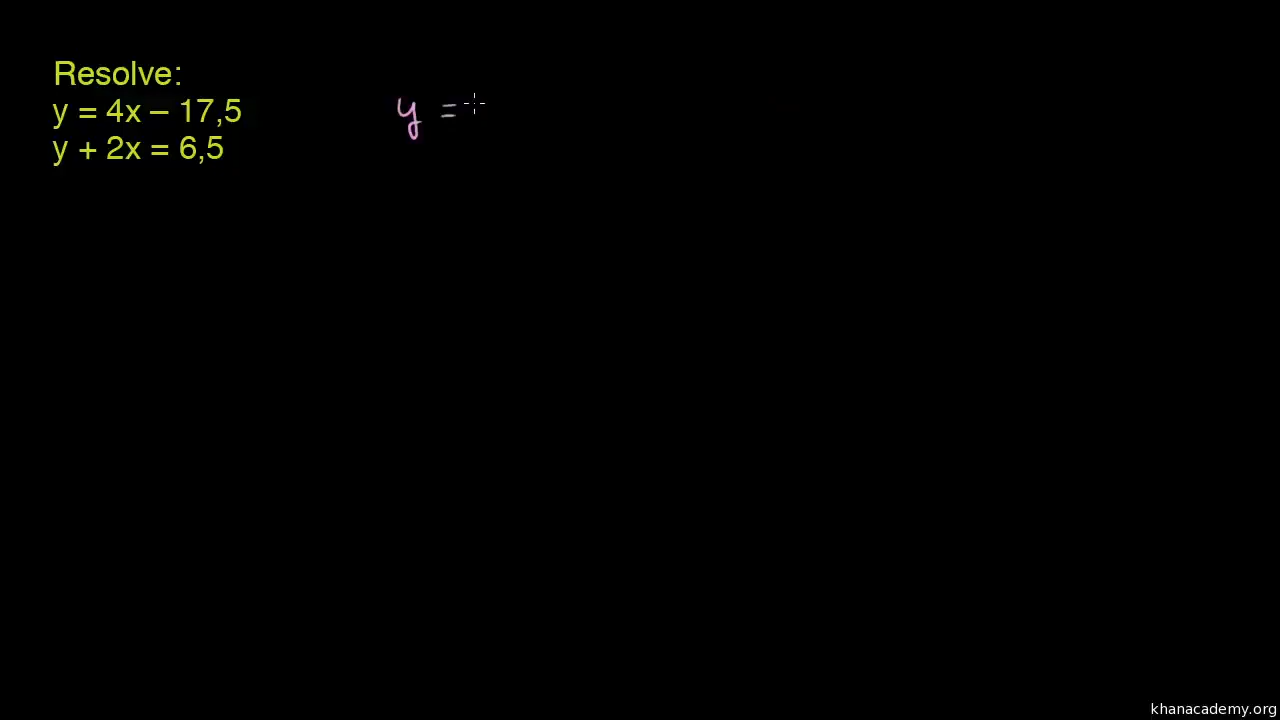 Resolve:
y = 4x – 17,5
y + 2x = 6,5
y =
khanacademy.org